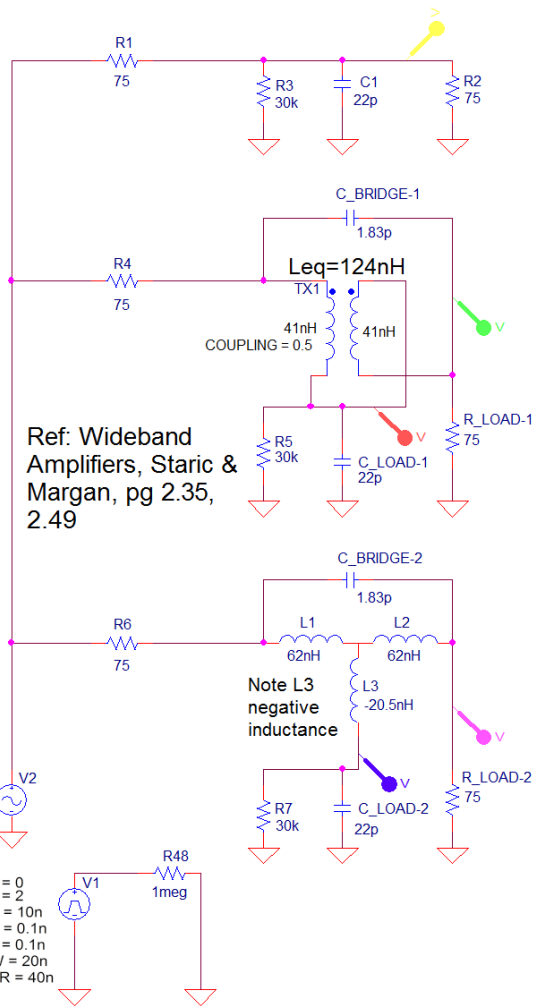 R1
75
R3
30k
C1
22p
R2
75
V
C_BRIDGE-1
1.83p
R4
75
Leq=124nH
TX1
41nH
41nH
COUPLING = 0.5
V
R5
30k
V
C_LOAD-1
22p
R_LOAD-1
75
Ref: Wideband
Amplifiers, Staric &
Margan, pg 2.35,
2.49
C_BRIDGE-2
1.83p
R6
75
L1
62nH
L2
62nH
Note L3
negative
inductance
L3
-20.5nH
V
V
V2
R7
30k
C_LOAD-2
22p
R_LOAD-2
75
V1
R48
1meg
= 0
= 2
= 10n
= 0.1n
= 0.1n
= 20n
R = 40n